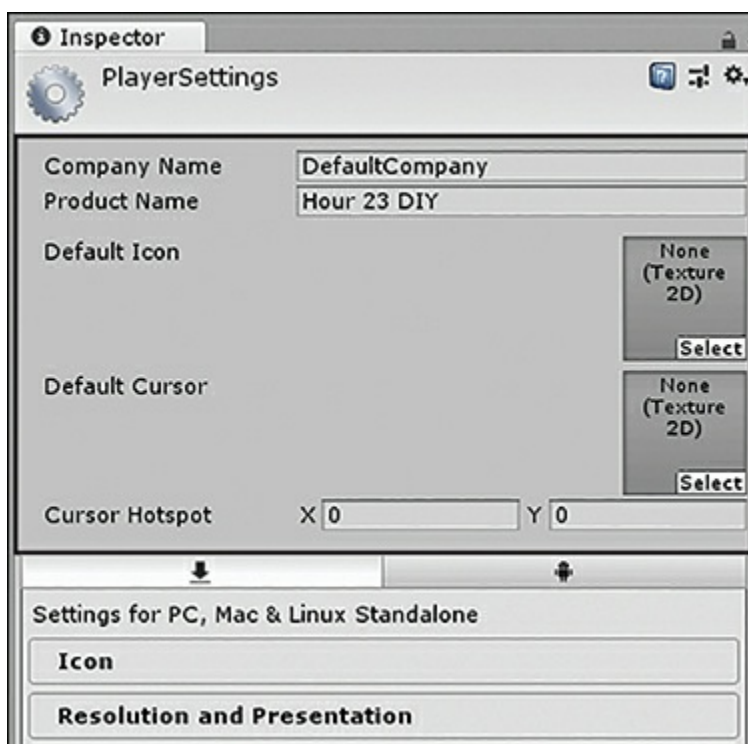 Inspector
PlayerSettings
Company Name DefaultCompany
Product Name Hour 23 DIY
Default Icon
None
(Texture
2D)
Select
Default Cursor
None
(Texture
2D)
Select
Cursor Hotspot X 0 Y 0
Settings for PC, Mac & Linux Standalone
Icon
Resolution and Presentation